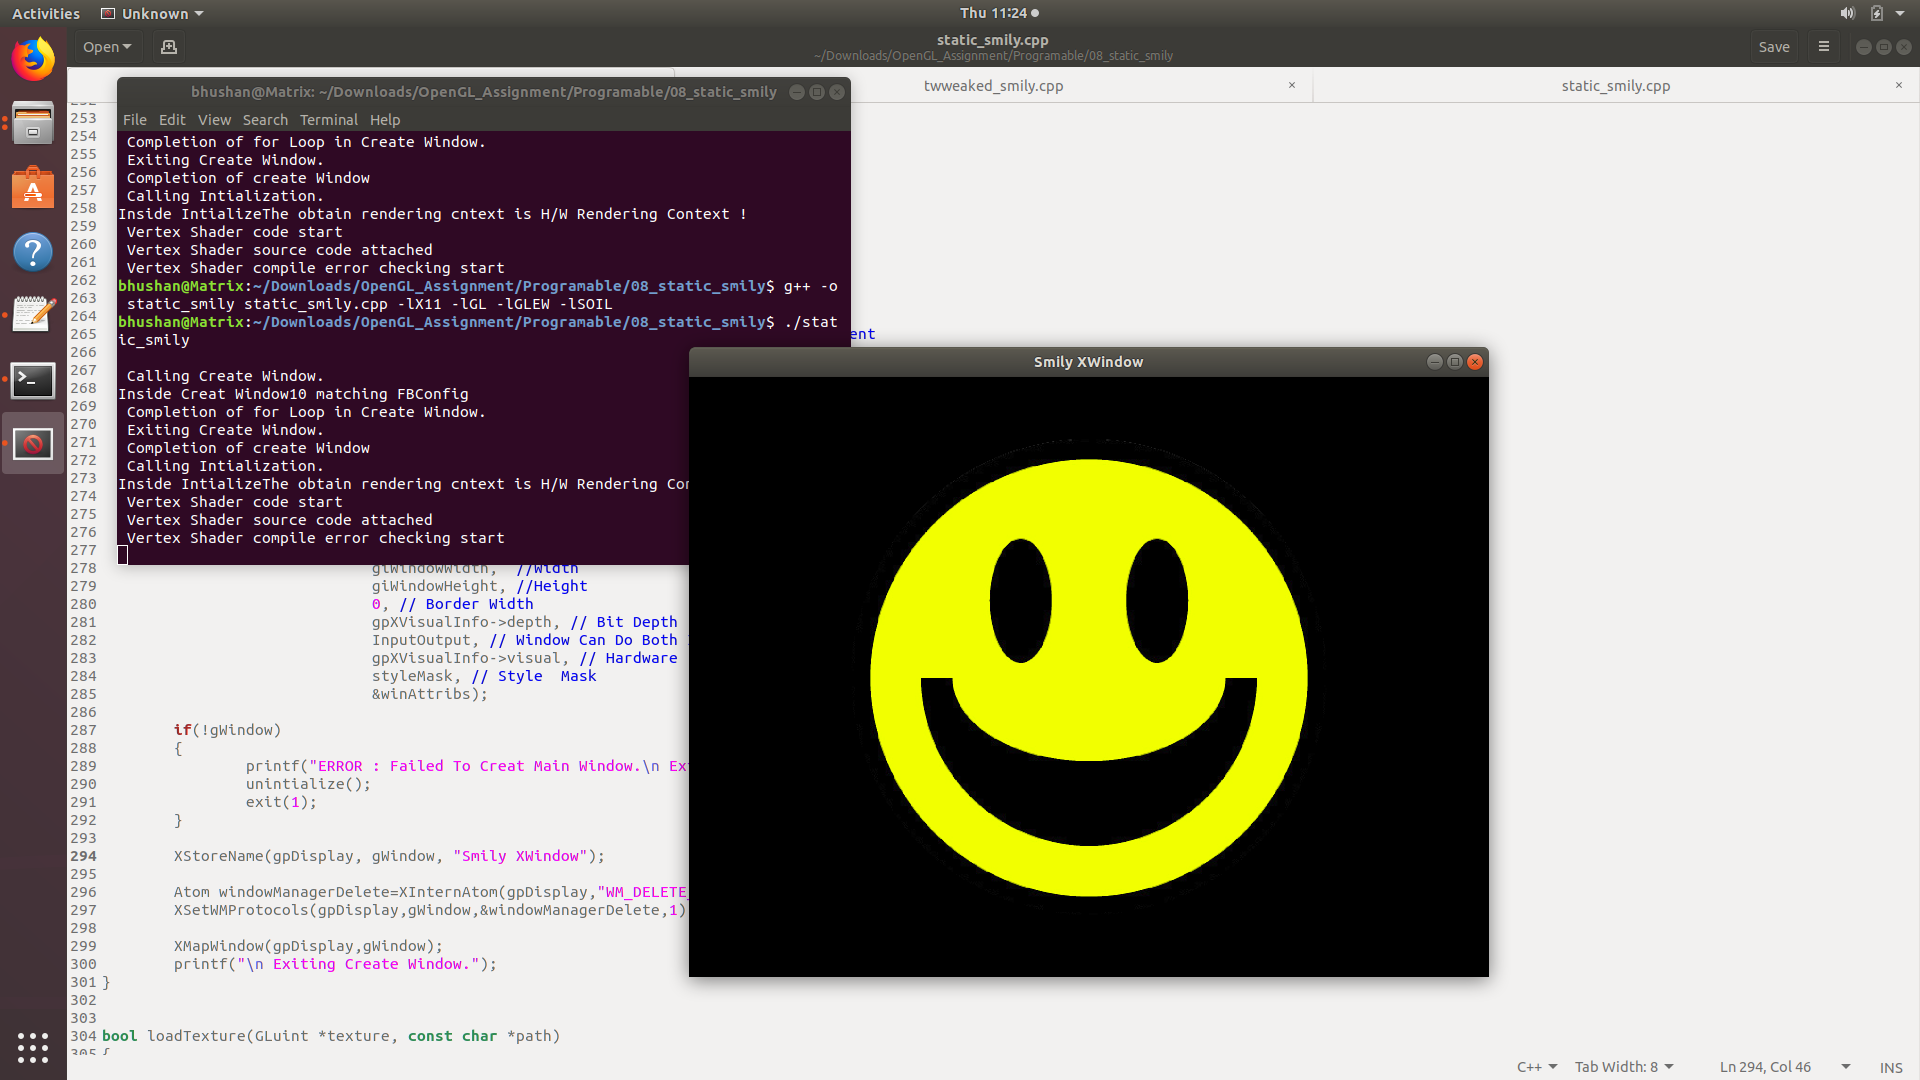 Activities Unknown Thu 11:24
Open static_smily.cpp Save
~/Downloads/OpenGL_Assignment/Programable/08_static_smily
twweaked_smily.cpp × static_smily.cpp ×
bhushan@Matrix: ~/Downloads/OpenGL_Assignment/Programable/08_static_smily
File Edit View Search Terminal Help
Completion of for Loop in Create Window.
Exiting Create Window.
Completion of create Window
Calling Intialization.
Inside IntializeThe obtain rendering cntext is H/W Rendering Context !
Vertex Shader code start
Vertex Shader source code attached
Vertex Shader compile error checking start
bhushan@Matrix:~/Downloads/OpenGL_Assignment/Programable/08_static_smily$ g++ -o
static_smily static_smily.cpp -lX11 -lGL -lGLEW -lSOIL
bhushan@Matrix:~/Downloads/OpenGL_Assignment/Programable/08_static_smily$ ./stat
ic_smily
Calling Create Window.
Inside Creat Window10 matching FBConfig
Completion of for Loop in Create Window.
Exiting Create Window.
Completion of create Window
Calling Intialization.
Inside IntializeThe obtain rendering cntext is H/W Rendering Con
Vertex Shader code start
Vertex Shader source code attached
Vertex Shader compile error checking start
Smily XWindow
253
254
255
256
257
258
259
260
261
262
263
264
265 ent
266
267
268
269
270
271
272
273
274
275
276
277
278 giWindowWidth, //Width
279 giWindowHeight, //Height
280 0, // Border Width
281 gpXVisualInfo->depth, // Bit Depth
282 InputOutput, // Window Can Do Both
283 gpXVisualInfo->visual, // Hardware
284 styleMask, // Style Mask
285 &winAttribs);
286
287 if(!gWindow)
288 {
289 printf("ERROR : Failed To Creat Main Window.\n Ex
290 unintialize();
291 exit(1);
292 }
293
294 XStoreName(gpDisplay, gWindow, "Smily XWindow");
295
296 Atom windowManagerDelete=XInternAtom(gpDisplay,"WM_DELETE_
297 XSetWMProtocols(gpDisplay,gWindow,&windowManagerDelete,1)
298
299 XMapWindow(gpDisplay,gWindow);
300 printf("\n Exiting Create Window.");
301 }
302
303
304 bool loadTexture(GLuint *texture, const char *path)
305 {
C++ Tab Width: 8 Ln 294, Col 46 INS